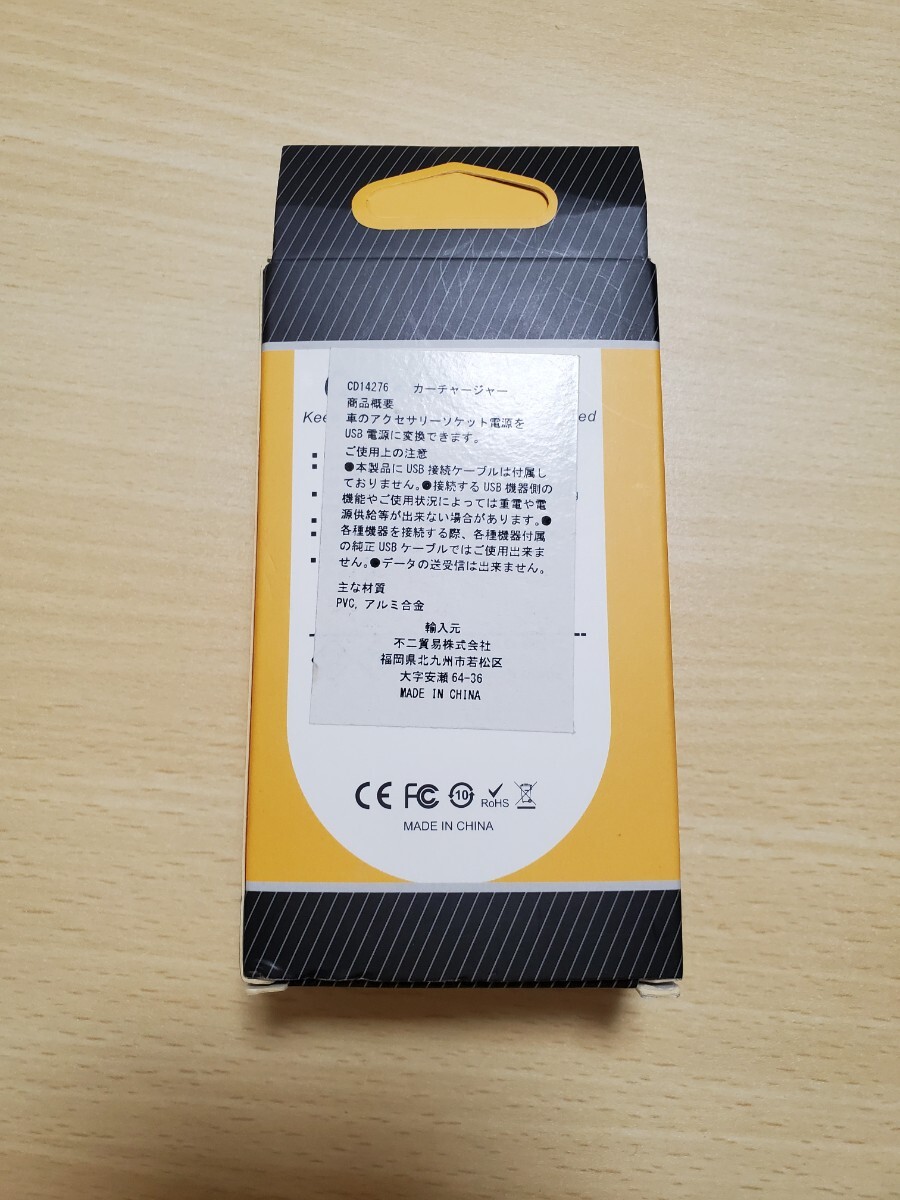 CD14276 カーチャージャー
商品概要
車のアクセサリーソケット電源を
USB 電源に変換できます。
ご使用上の注意
●本製品に USB 接続ケーブルは付属し
ておりません。●接続する USB 機器側の
機能やご使用状況によっては重電や電
源供給等が出来ない場合があります。●
各種機器を接続する際、各種機器付属
の純正 USB ケーブルではご使用出来ま
せん。●データの送受信は出来ません。
主な材質
PVC, アルミ合金
輸入元
不二貿易株式会社
福岡県北九州市若松区
大字安瀬 64-36
MADE IN CHINA
CE FC 10 RoHS
MADE IN CHINA